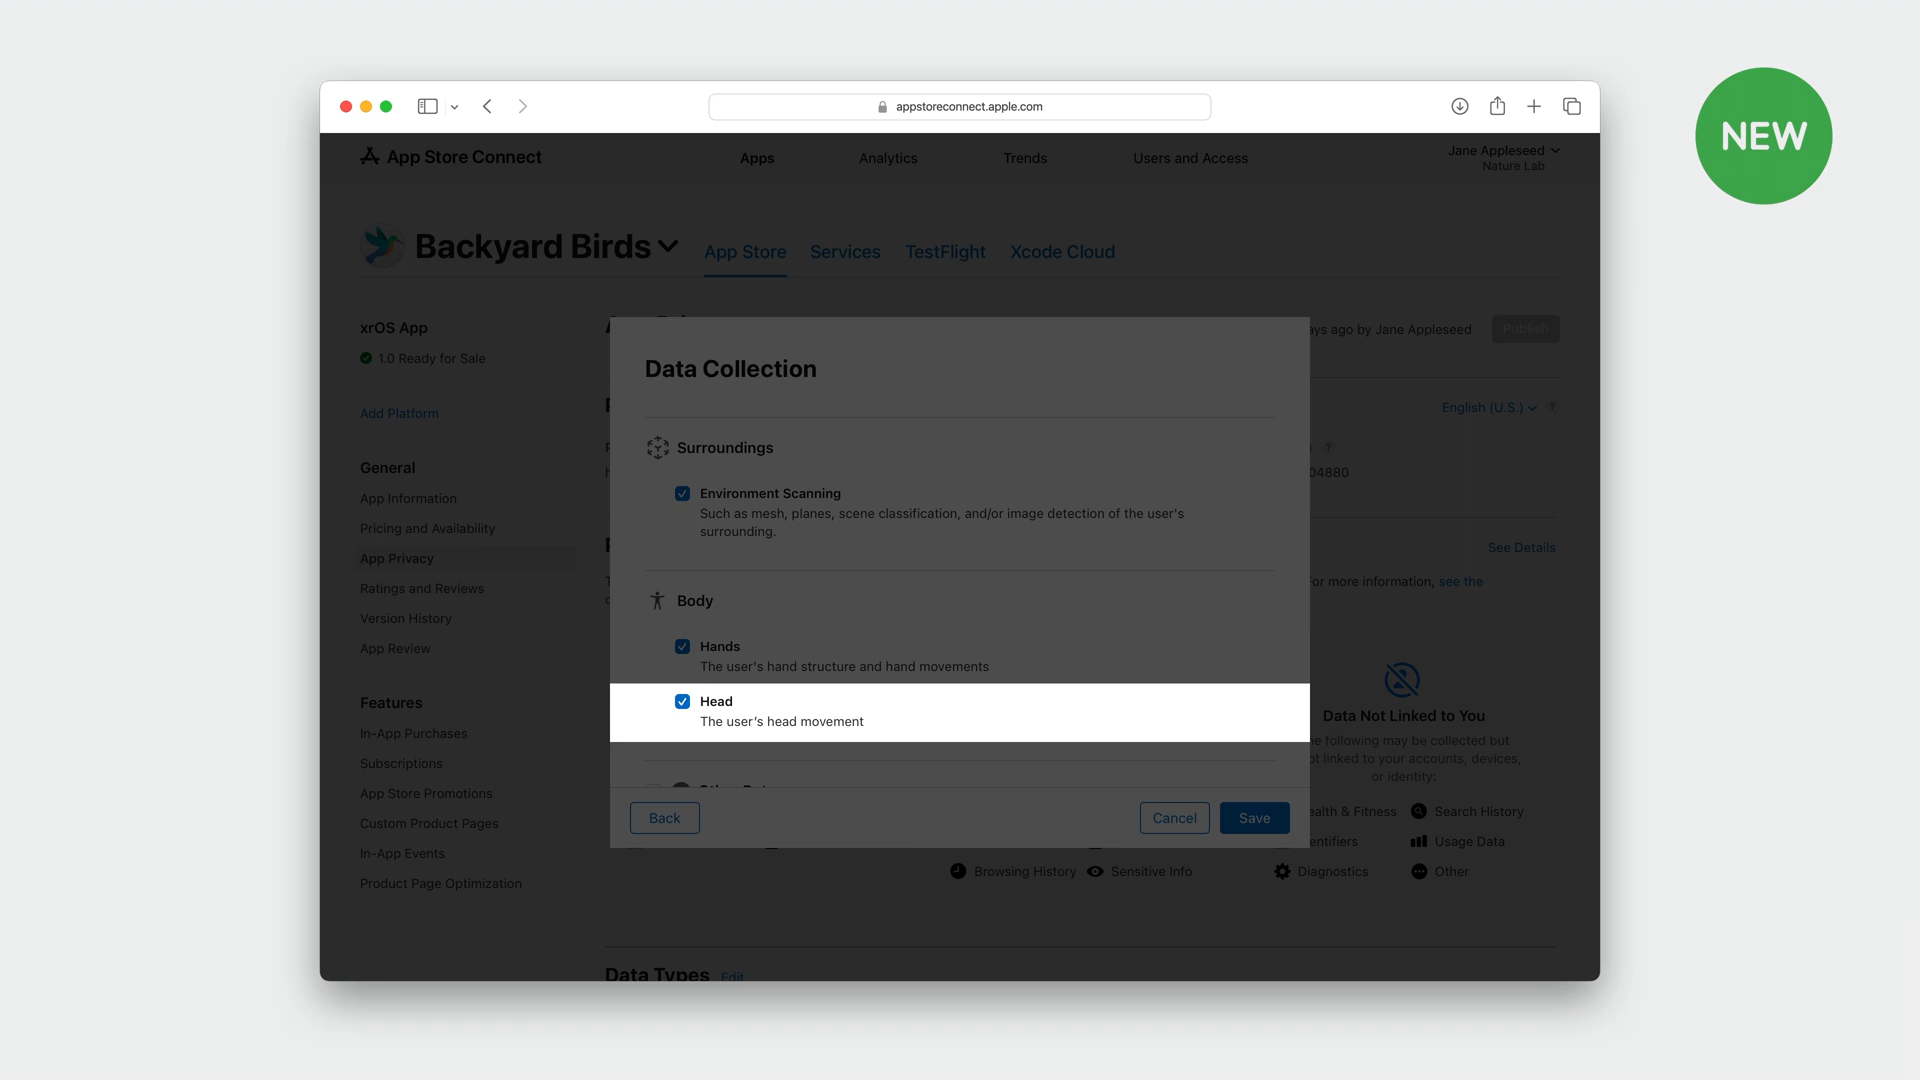 appstoreconnect.apple.com
NEW
App Store Connect
Apps
Analytics
Trends
Users and Access
Jane Appleseed
Nature Lab
Backyard Birds
App Store
Services
TestFlight
Xcode Cloud
xrOS App
1.0 Ready for Sale
Add Platform
General
App Information
Pricing and Availability
App Privacy
Ratings and Reviews
Version History
App Review
Features
In-App Purchases
Subscriptions
App Store Promotions
Custom Product Pages
In-App Events
Product Page Optimization
ago by Jane Appleseed
Publish
English (U.S.)
?
?
04880
See Details
For more information, see the
Data Collection
Surroundings
Environment Scanning
Such as mesh, planes, scene classification, and/or image detection of the user's
surrounding.
Body
Hands
The user's hand structure and hand movements
Head
The user’s head movement
Back
Cancel
Save
Data Not Linked to You
following may be collected but
linked to your accounts, devices,
or identity:
& Fitness
Search History
Usage Data
Diagnostics
Other
Browsing History
Sensitive Info
Data Types
Edit